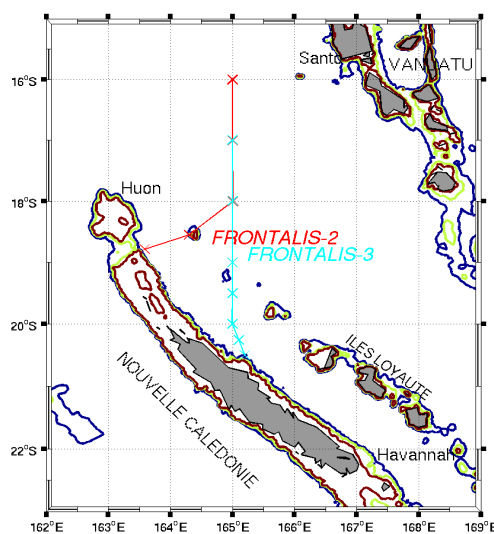 16°S
18°S
20°S
22°S
Santo
VANUATU
Huon
FRONTALIS-2
FRONTALIS-3
ILES LOYAUTE
NOUVELLE CALEDONIE
Havannah
162°E
163°E
164°E
165°E
166°E
167°E
168°E
169°E